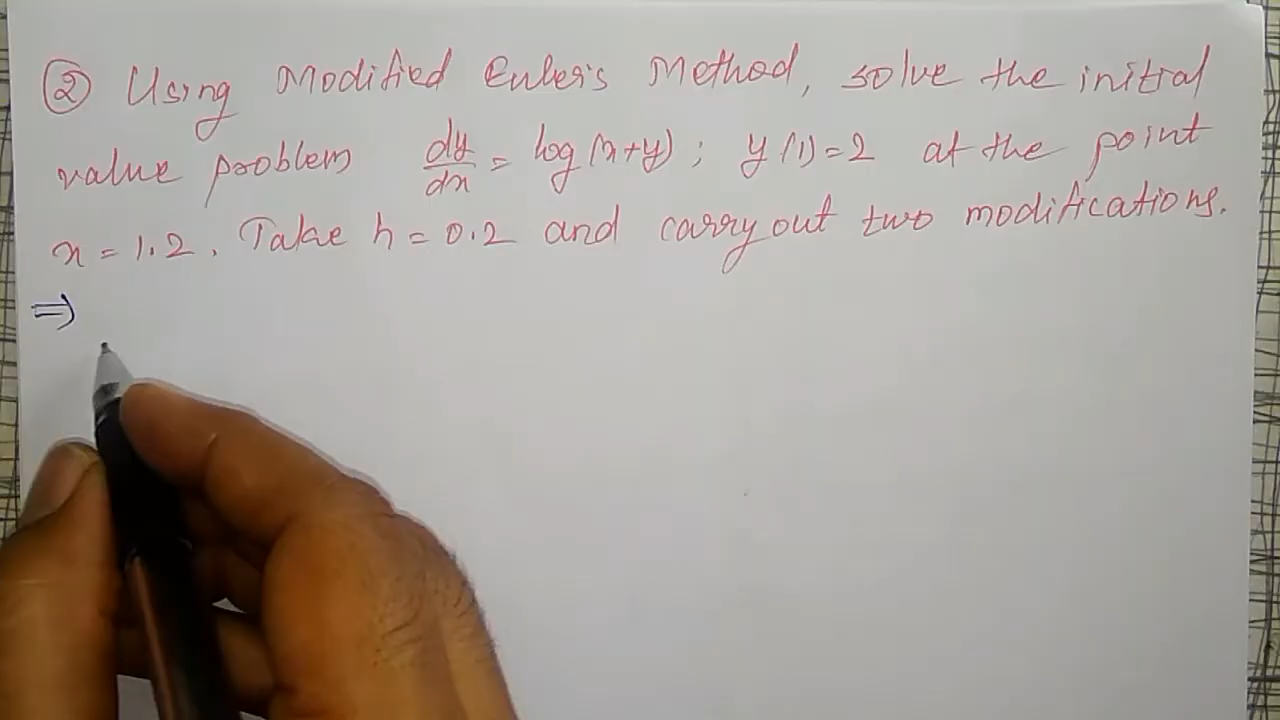 ② Using Modified Euler's Method, solve the initial
value problem dy/dx = log(x+y); y(1)=2 at the point
x = 1.2. Take h = 0.2 and carry out two modifications.
⇒